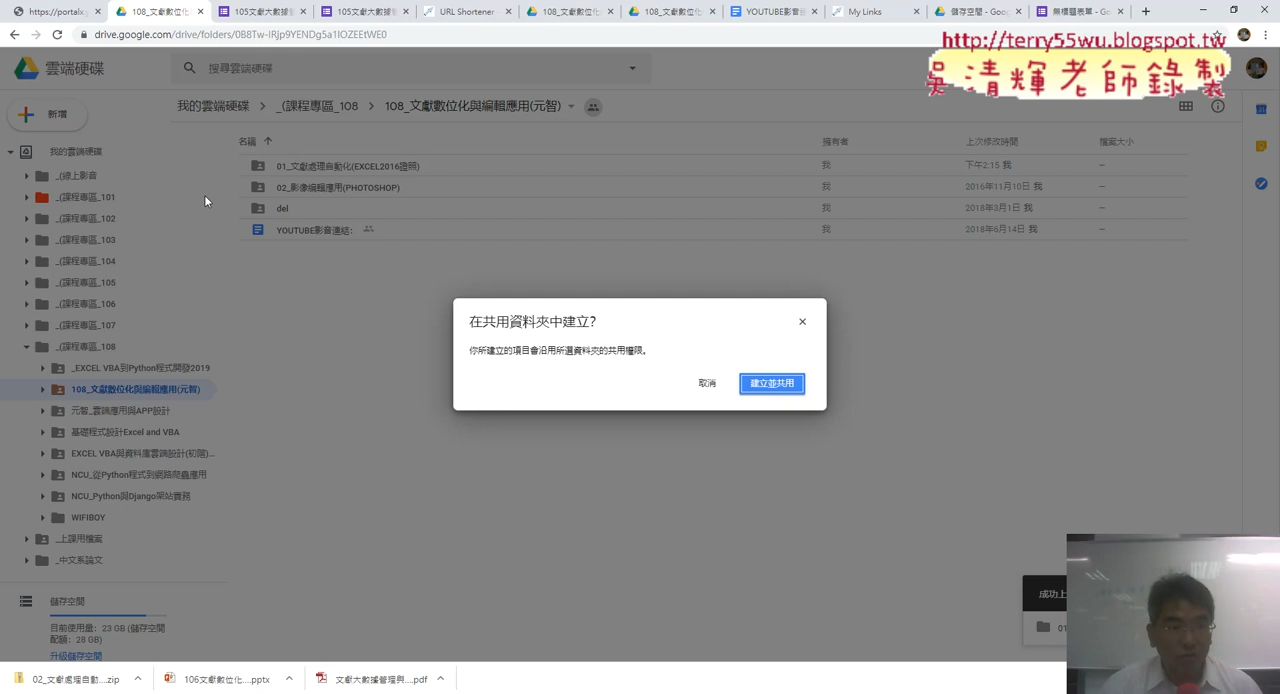 https://portalx.y
108_文獻數位化
105文獻大數據管
105文獻大數據管
URL Shortener
108_文獻數位化
108_文獻數位化
YOUTUBE影音連
My Links
儲存空間 - Goog
無標題表單 - Go
drive.google.com/drive/folders/0B8Tw-IRjp9YENDg5a1lOZEEtWE0
http://terry55wu.blogspot.tw
吳清輝老師錄製
雲端硬碟
搜尋雲端硬碟
新增
我的雲端硬碟 > _(課程專區_108 > 108_文獻數位化與編輯應用(元智)
名稱 擁有者 上次修改時間 檔案大小
01_文獻處理自動化(EXCEL2016證照) 我 下午2:15 我 —
02_影像編輯應用(PHOTOSHOP) 我 2016年11月10日 我 —
del 我 2018年3月1日 我 —
YOUTUBE影音連結: 我 2018年6月14日 我 —
我的雲端硬碟
_(線上影音
_(課程專區_101
_(課程專區_102
_(課程專區_103
_(課程專區_104
_(課程專區_105
_(課程專區_106
_(課程專區_107
_(課程專區_108
_EXCEL VBA到Python程式開發2019
108_文獻數位化與編輯應用(元智)
元智_雲端應用與APP設計
基礎程式設計Excel and VBA
EXCEL VBA與資料庫雲端設計(初階)...
NCU_從Python程式到網路爬蟲應用
NCU_Python與Django架站實務
WIFIBOY
_上課用檔案
_中文系論文
儲存空間
目前使用量：23 GB (儲存空間
配額：28 GB)
升級儲存空間
在共用資料夾中建立?
你所建立的項目會沿用所選資料夾的共用權限。
取消
建立並共用
成功上
01
02_文獻處理自動....zip
106文獻數位化....pptx
文獻大數據管理與....pdf